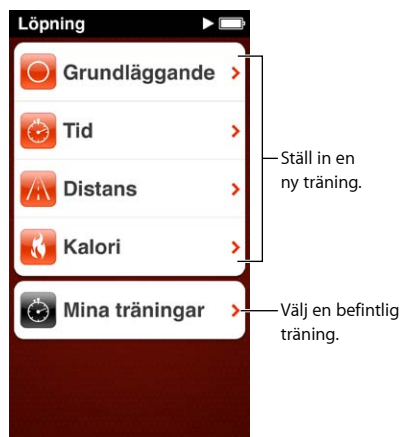 Löpning
Grundläggande
Tid
Distans
Kalori
Mina träningar
Ställ in en
ny träning.
Välj en befintlig
träning.